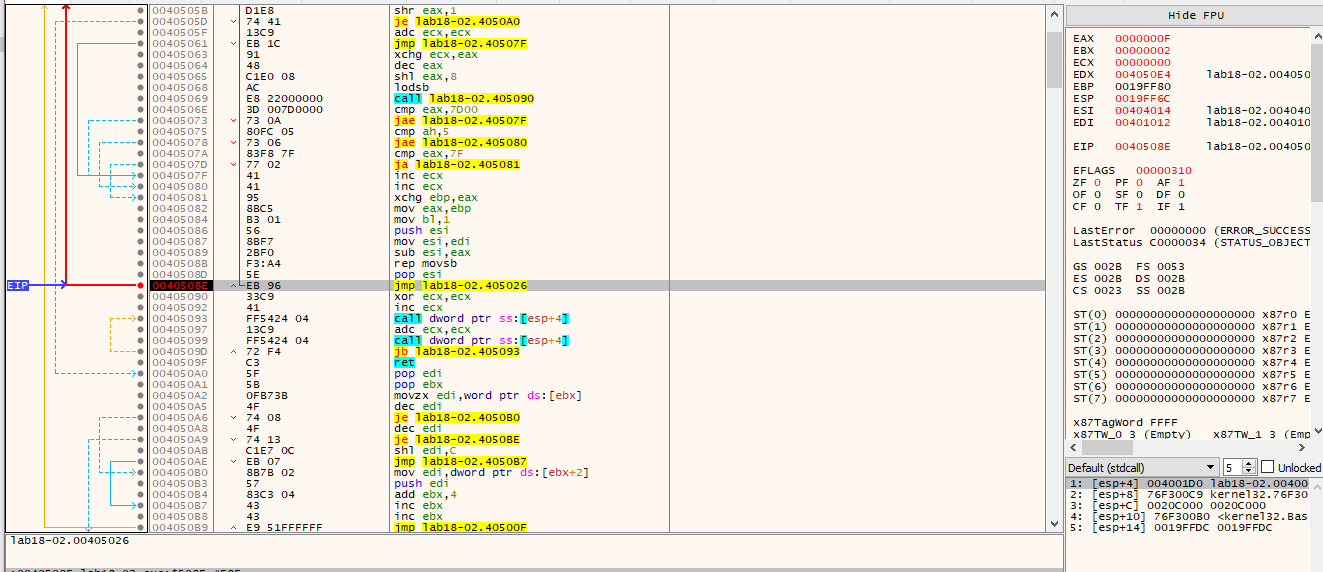 Hide FPU
0040505B D1E8 shr eax,1
0040505D 74 41 je lab18-02.4050A0
0040505F 13C9 adc ecx,ecx
00405061 EB 1C jmp lab18-02.40507F
00405063 91 xchg ecx,eax
00405064 48 dec eax
00405065 C1E0 08 shl eax,8
00405068 AC lodsb
00405069 E8 22000000 call lab18-02.405090
0040506E 3D 007D0000 cmp eax,7D00
00405073 73 0A jae lab18-02.40507F
00405075 80FC 05 cmp ah,5
00405078 73 06 jae lab18-02.405080
0040507A 83F8 7F cmp eax,7F
0040507D 77 02 ja lab18-02.405081
0040507F 41 inc ecx
00405080 41 inc ecx
00405081 95 xchg ebp,eax
00405082 8BC5 mov eax,ebp
00405084 B3 01 mov bl,1
00405086 56 push esi
00405087 8BF7 mov esi,edi
00405089 2BF0 sub esi,eax
0040508B F3:A4 rep movsb
0040508D 5E pop esi
EIP 0040508E EB 96 jmp lab18-02.405026
00405090 33C9 xor ecx,ecx
00405092 41 inc ecx
00405093 FF5424 04 call dword ptr ss:[esp+4]
00405097 13C9 adc ecx,ecx
00405099 FF5424 04 call dword ptr ss:[esp+4]
0040509D 72 F4 jb lab18-02.405093
0040509F C3 ret
004050A0 5F pop edi
004050A1 5B pop ebx
004050A2 0FB73B movzx edi,word ptr ds:[ebx]
004050A5 4F dec edi
004050A6 74 08 je lab18-02.4050B0
004050A8 4F dec edi
004050A9 74 13 je lab18-02.4050BE
004050AB C1E7 0C shl edi,C
004050AE EB 07 jmp lab18-02.4050B7
004050B0 8B7B 02 mov edi,dword ptr ds:[ebx+2]
004050B3 57 push edi
004050B4 83C3 04 add ebx,4
004050B7 43 inc ebx
004050B8 43 inc ebx
004050B9 E9 51FFFFFF jmp lab18-02.40500F
lab18-02.00405026
EAX 0000000F
EBX 00000002
ECX 00000000
EDX 004050E4 lab18-02.004050
EBP 0019FF80
ESP 0019FF6C
ESI 00404014 lab18-02.004040
EDI 00401012 lab18-02.004010
EIP 0040508E lab18-02.004050
EFLAGS 00000310
ZF 0 PF 0 AF 1
OF 0 SF 0 DF 0
CF 0 TF 1 IF 1
LastError 00000000 (ERROR_SUCCESS
LastStatus C0000034 (STATUS_OBJECT
GS 002B FS 0053
ES 002B DS 002B
CS 0023 SS 002B
ST(0) 00000000000000000000 x87r0 E
ST(1) 00000000000000000000 x87r1 E
ST(2) 00000000000000000000 x87r2 E
ST(3) 00000000000000000000 x87r3 E
ST(4) 00000000000000000000 x87r4 E
ST(5) 00000000000000000000 x87r5 E
ST(6) 00000000000000000000 x87r6 E
ST(7) 00000000000000000000 x87r7 E
x87TagWord FFFF
x87TW_0 3 (Empty) x87TW_1 3 (Emp
Default (stdcall) 5 Unlocked
1: [esp+4] 004001D0 lab18-02.00400
2: [esp+8] 76F300C9 kernel32.76F30
3: [esp+C] 0020C000 0020C000
4: [esp+10] 76F300B0 <kernel32.Bas
5: [esp+14] 0019FFDC 0019FFDC